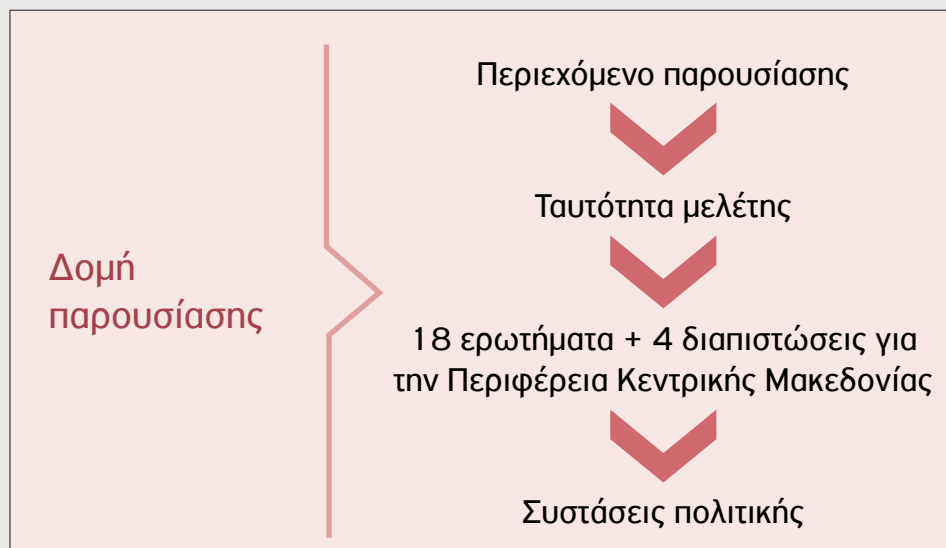 Δομή
παρουσίασης
Περιεχόμενο παρουσίασης
Ταυτότητα μελέτης
18 ερωτήματα + 4 διαπιστώσεις για
την Περιφέρεια Κεντρικής Μακεδονίας
Συστάσεις πολιτικής